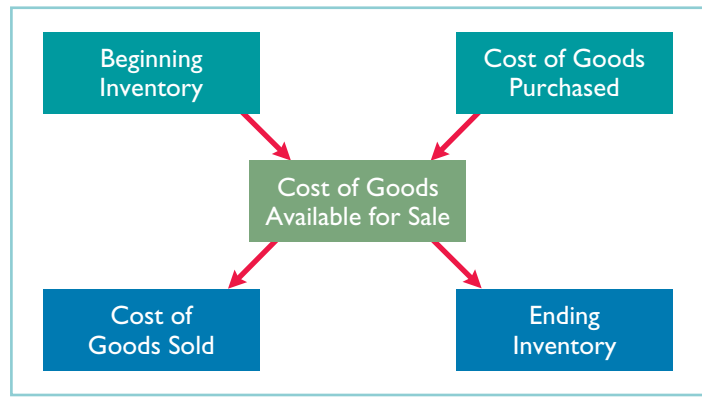 Beginning
Inventory
Cost of Goods
Purchased
Cost of Goods
Available for Sale
Cost of
Goods Sold
Ending
Inventory